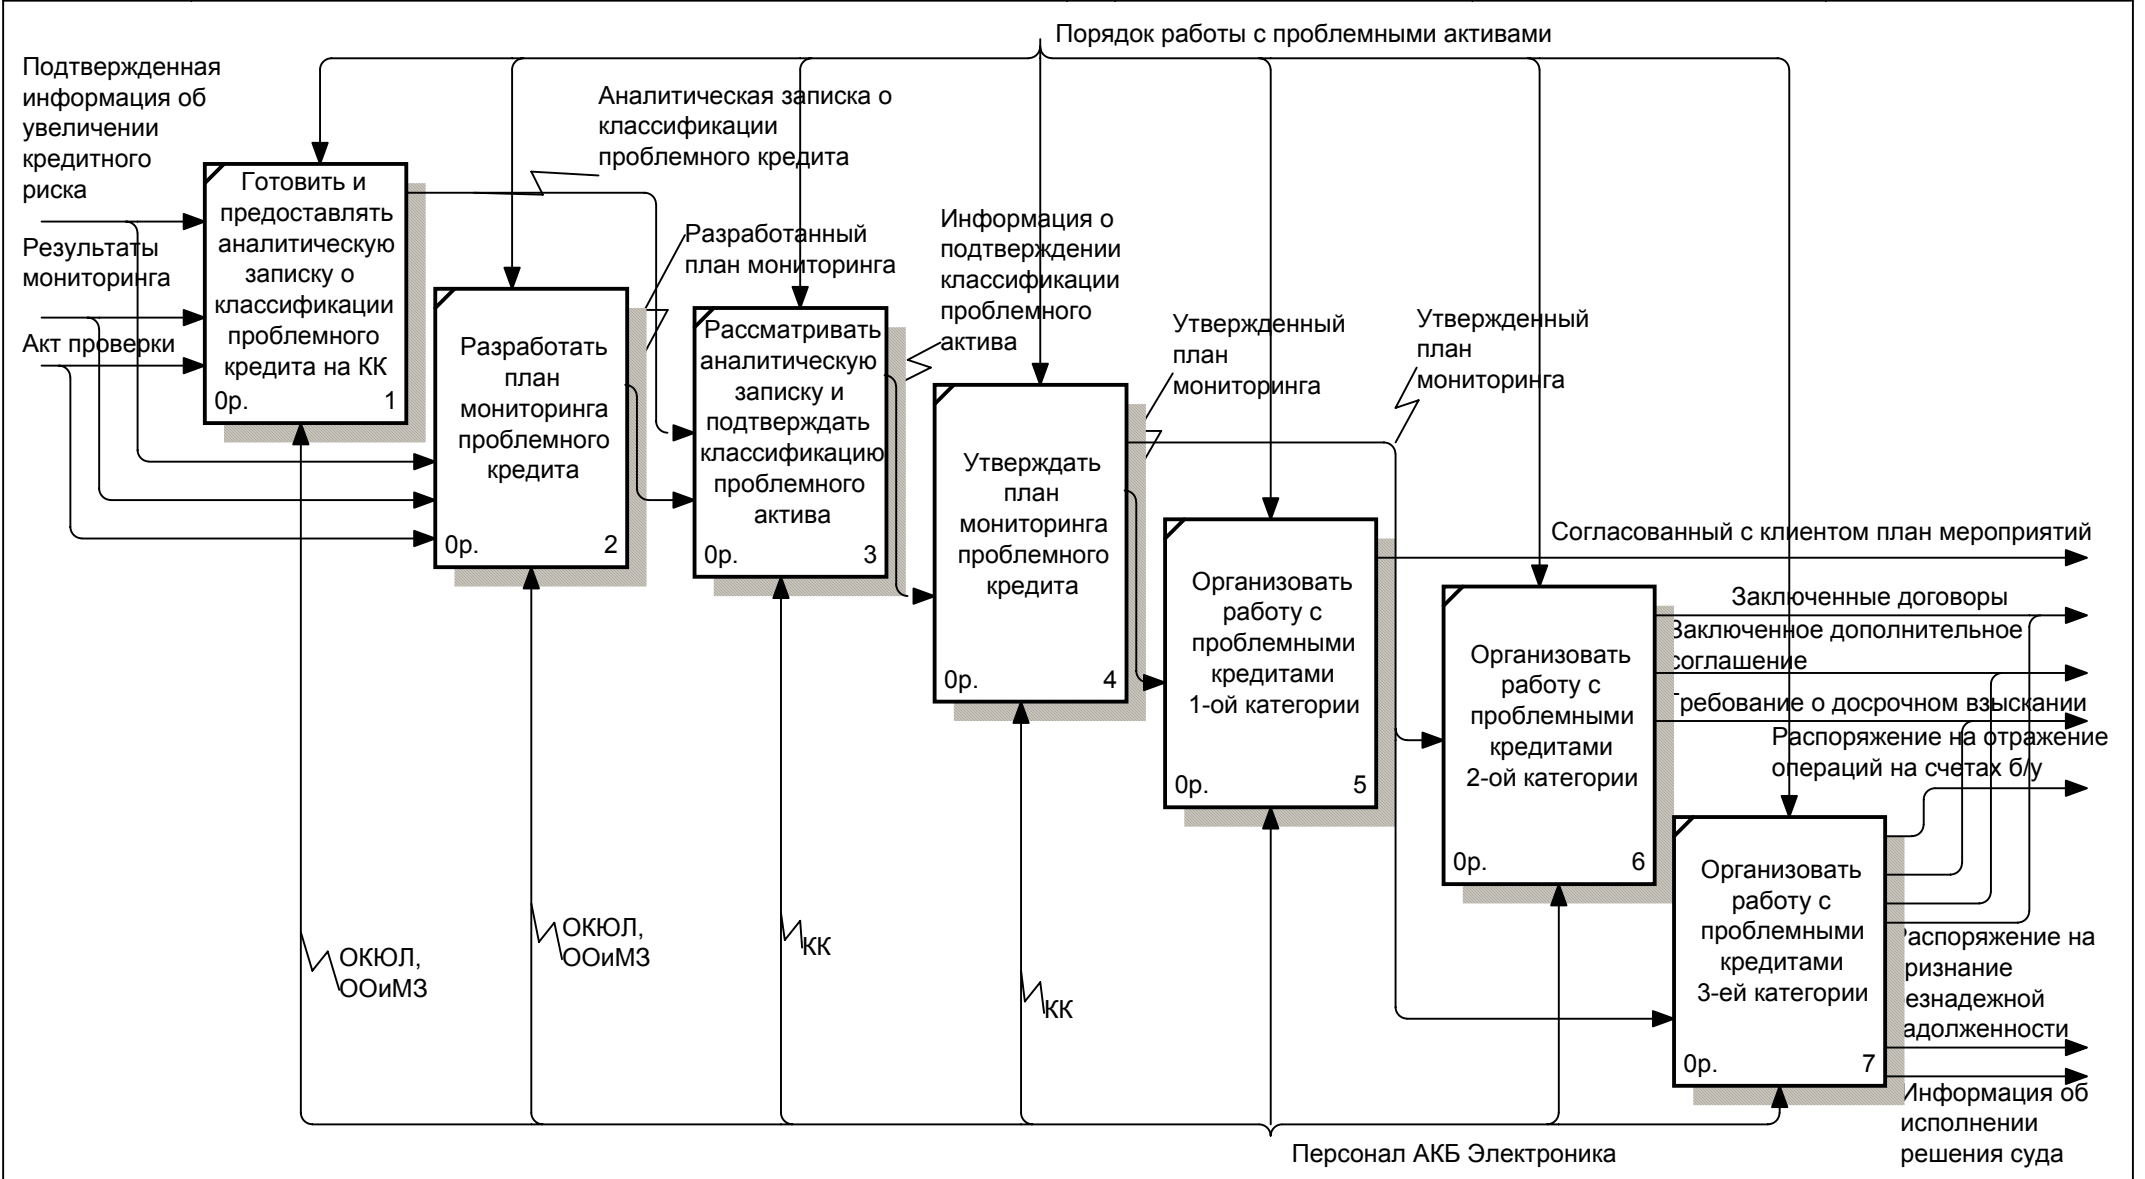 Порядок работы с проблемными активами
Подтвержденная
информация об
увеличении
кредитного
риска
Результаты
мониторинга
Акт проверки
Готовить и
предоставлять
аналитическую
записку о
классификации
проблемного
кредита на КК
0р. 1
Аналитическая записка о
классификации
проблемного кредита
Разработать
план
мониторинга
проблемного
кредита
0р. 2
Разработанный
план мониторинга
Рассматривать
аналитическую
записку и
подтверждать
классификацию
проблемного
актива
0р. 3
Информация о
подтверждении
классификации
проблемного
актива
Утверждать
план
мониторинга
проблемного
кредита
0р. 4
Утвержденный
план
мониторинга
Утвержденный
план
мониторинга
Организовать
работу с
проблемными
кредитами
1-ой категории
0р. 5
Организовать
работу с
проблемными
кредитами
2-ой категории
0р. 6
Организовать
работу с
проблемными
кредитами
3-ей категории
0р. 7
Согласованный с клиентом план мероприятий
Заключенные договоры
Заключенное дополнительное
соглашение
Требование о досрочном взыскании
Распоряжение на отражение
операций на счетах б/у
Распоряжение на
признание
безнадежной
задолженности
Информация об
исполнении
решения суда
ОКЮЛ,
ООиМЗ
ОКЮЛ,
ООиМЗ
КК
КК
Персонал АКБ Электроника